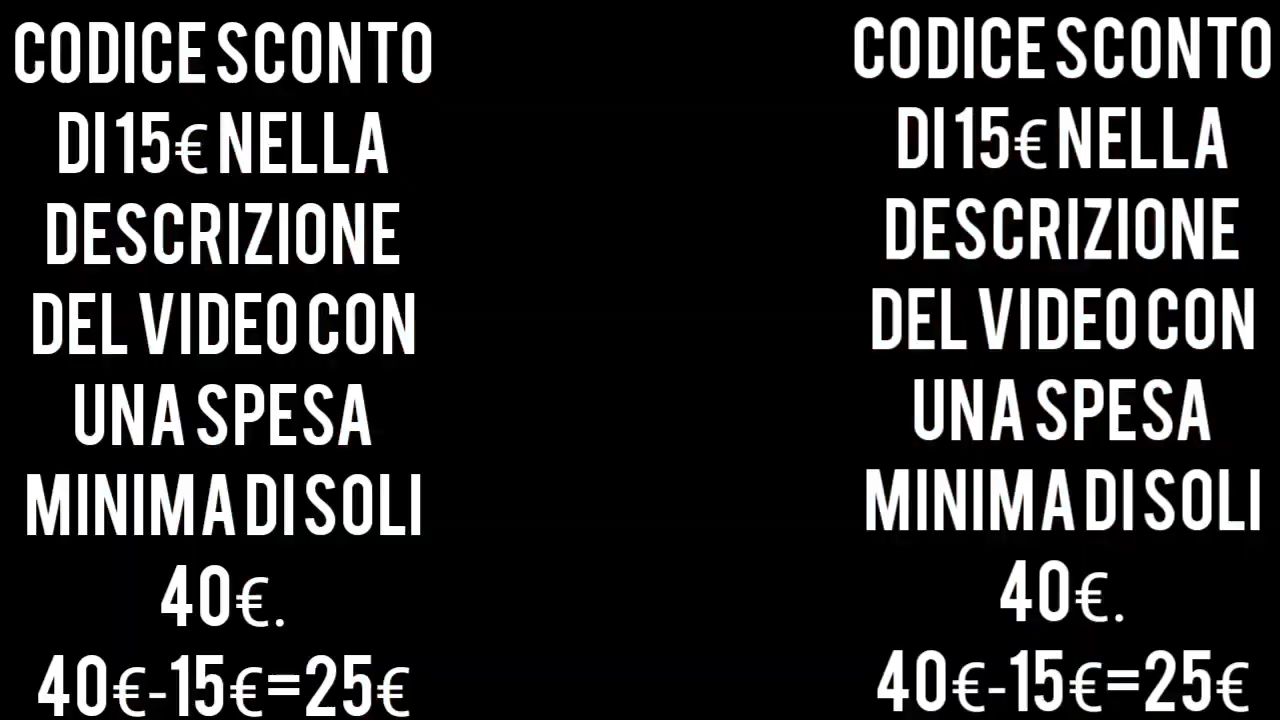 CODICE SCONTO
DI 15€ NELLA
DESCRIZIONE
DEL VIDEO CON
UNA SPESA
MINIMA DI SOLI
40€.
40€-15€=25€
CODICE SCONTO
DI 15€ NELLA
DESCRIZIONE
DEL VIDEO CON
UNA SPESA
MINIMA DI SOLI
40€.
40€-15€=25€